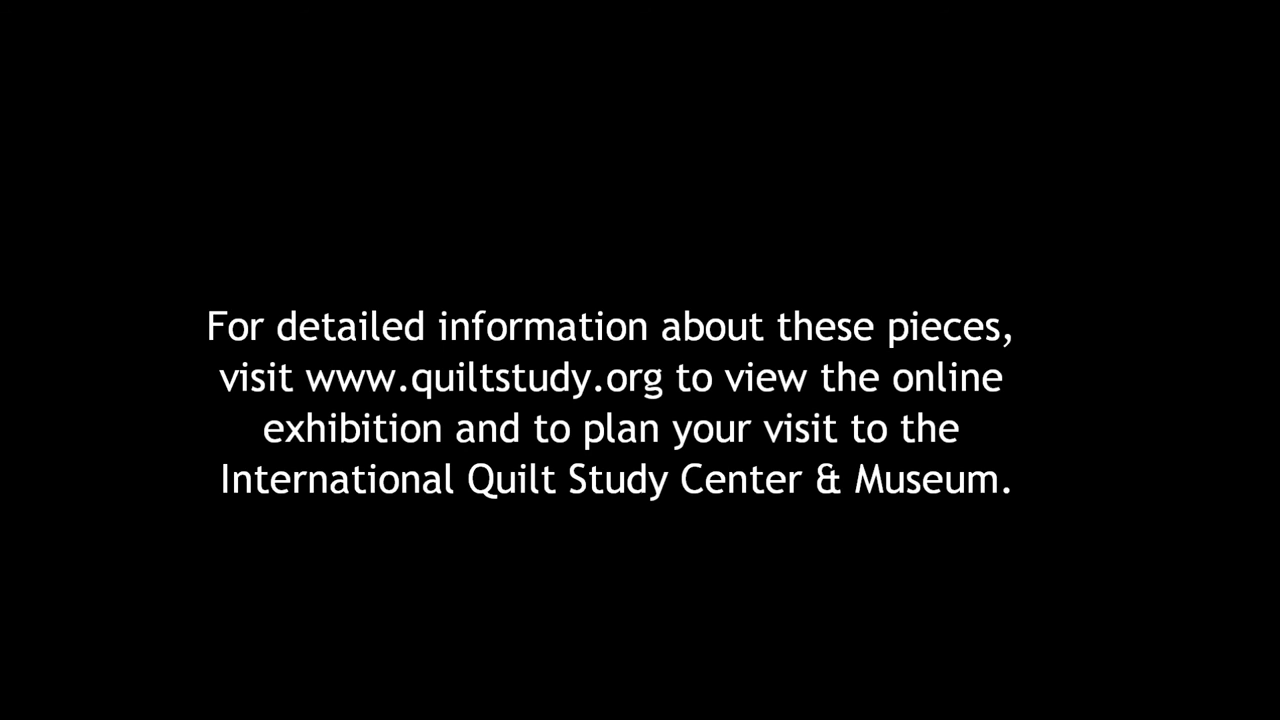 For detailed information about these pieces,
visit www.quiltstudy.org to view the online
exhibition and to plan your visit to the
International Quilt Study Center & Museum.